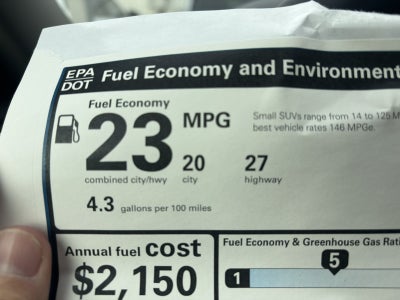 EPA
DOT Fuel Economy and Environment
Fuel Economy
23 MPG
Small SUVs range from 14 to 125 M
best vehicle rates 146 MPGe.
20 27
combined city/hwy city highway
4.3 gallons per 100 miles
Annual fuel COST
$2,150
Fuel Economy & Greenhouse Gas Rati
1
5